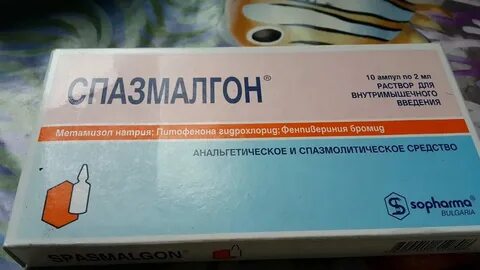 СПАЗМАЛГОН®
10 ампул по 2 мл
РАСТВОР ДЛЯ
ВНУТРИМЫШЕЧНОГО
ВВЕДЕНИЯ
Метамизол натрия; Питофенона гидрохлорид; Фенпивериния бромид
АНАЛЬГЕТИЧЕСКОЕ И СПАЗМОЛИТИЧЕСКОЕ СРЕДСТВО
sopharma®
BULGARIA
SPASMALGON®